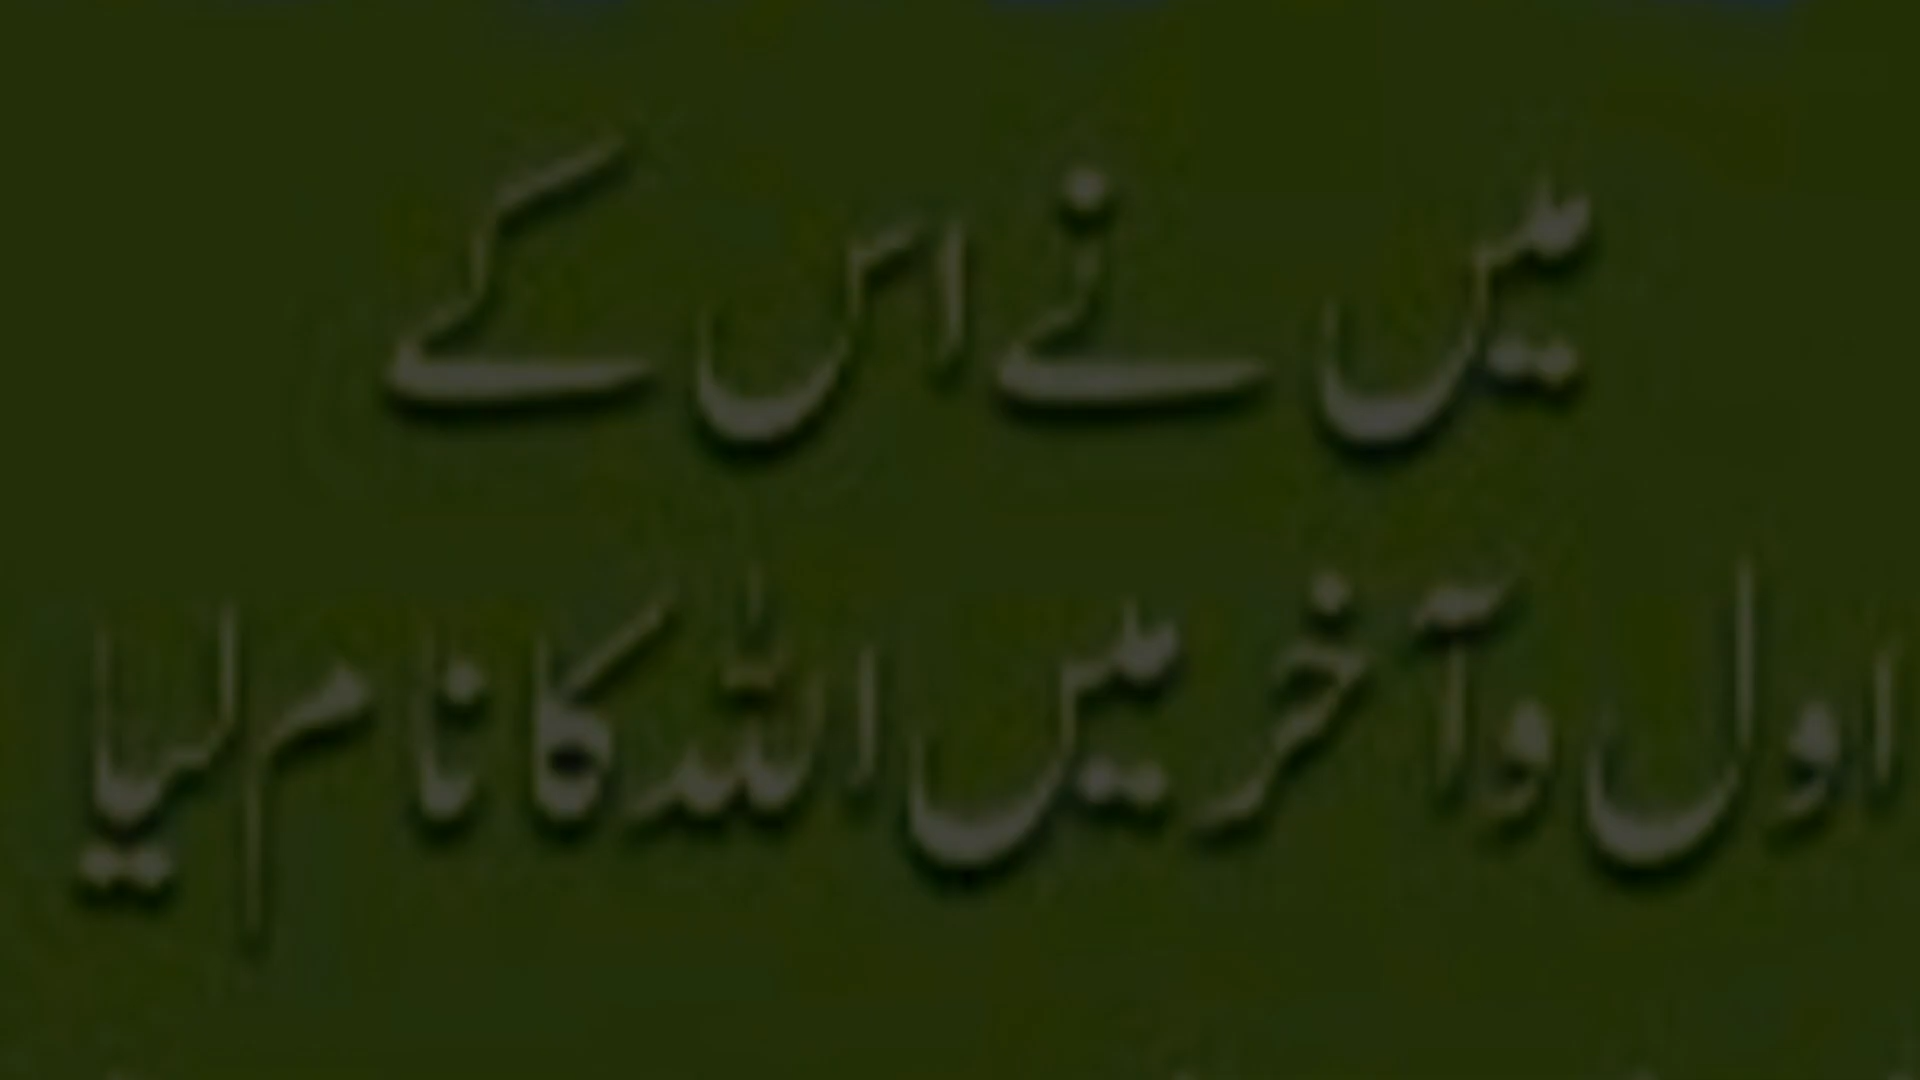 میں نے اس کے
اول و آخر میں اللہ کا نام لیا